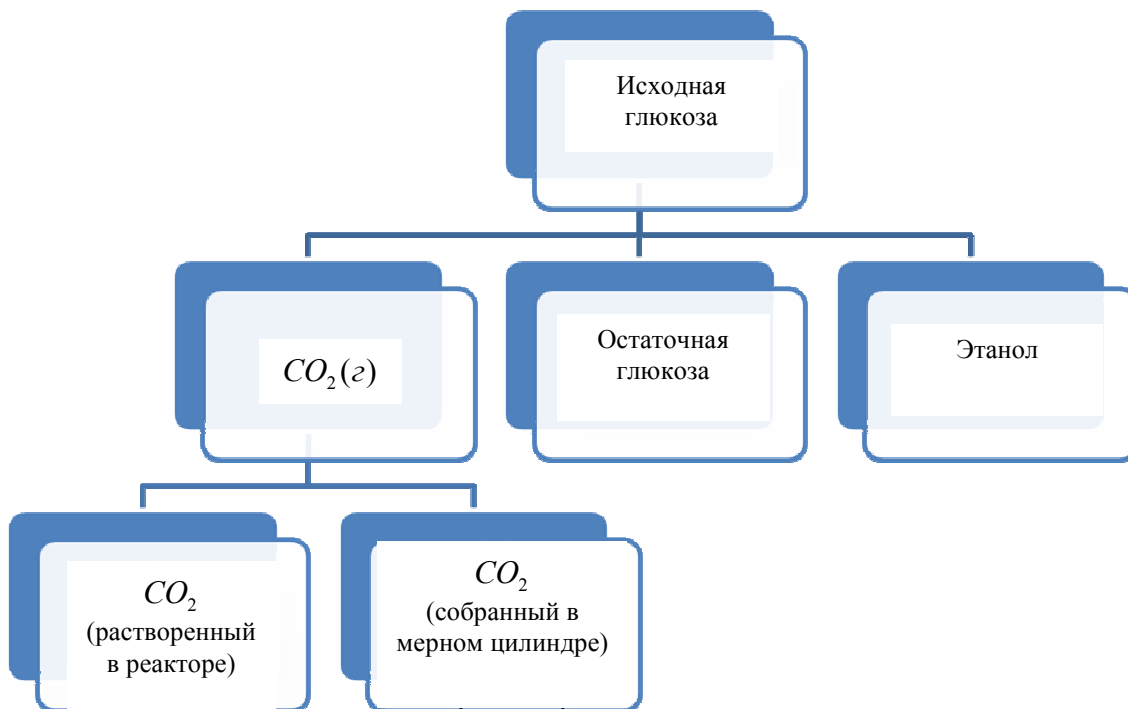 Исходная
глюкоза
CO₂(г)
Остаточная
глюкоза
Этанол
CO₂
(растворенный
в реакторе)
CO₂
(собранный в
мерном цилиндре)